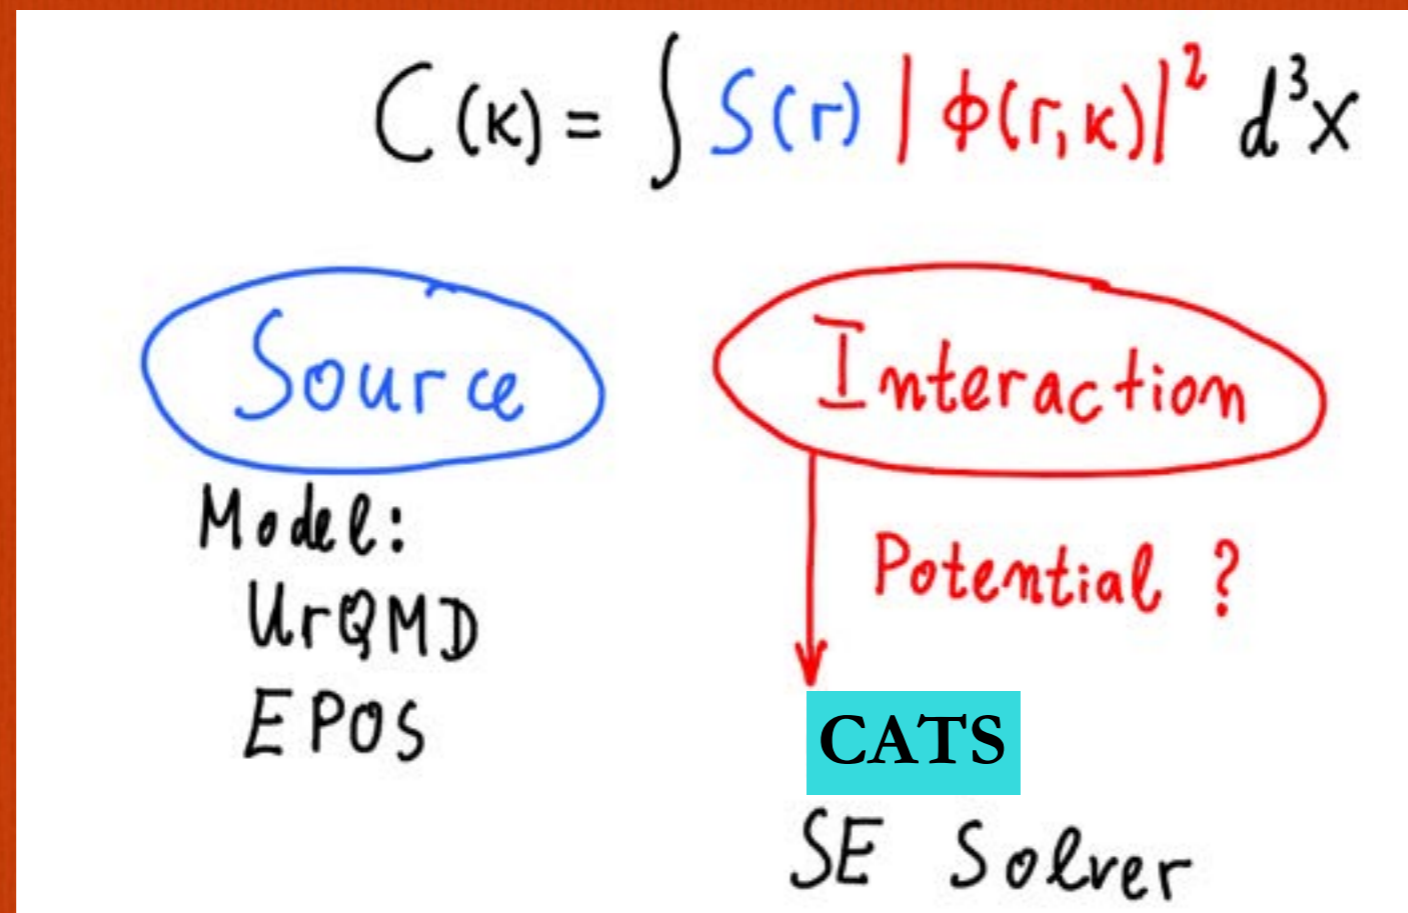 C(k) = ∫ S(r) |ϕ(r,k)|² d³x
Source Interaction
Model:
Potential ?
UrQMD
EPOS
CATS
SE Solver